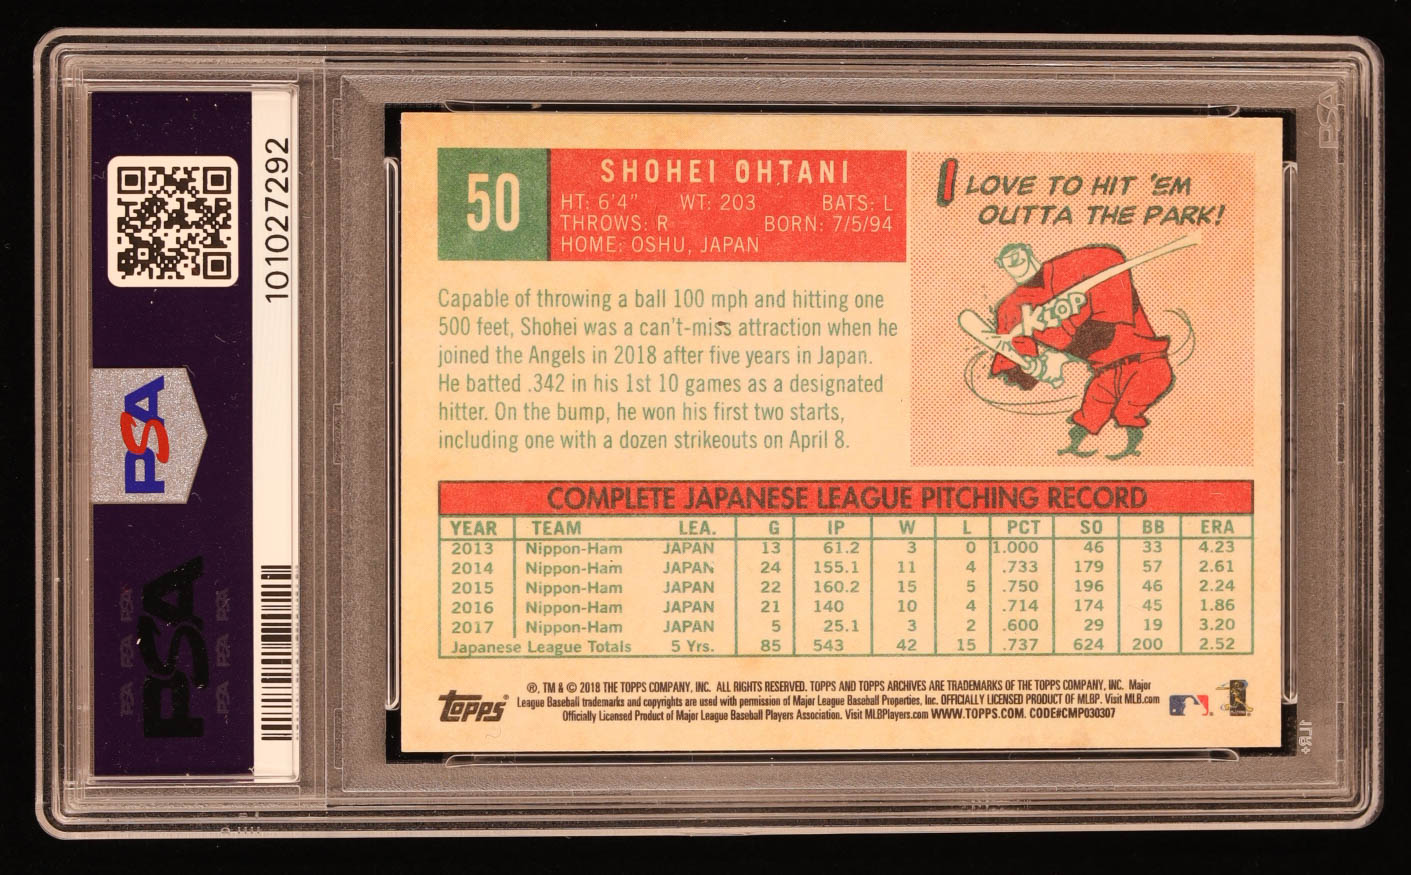 101027292
PSA
PSA
50
SHOHEI OHTANI
HT: 6'4" WT: 203 BATS: L
THROWS: R BORN: 7/5/94
HOME: OSHU, JAPAN
I LOVE TO HIT 'EM
OUTTA THE PARK!
KLOP
Capable of throwing a ball 100 mph and hitting one
500 feet, Shohei was a can't-miss attraction when he
joined the Angels in 2018 after five years in Japan.
He batted .342 in his 1st 10 games as a designated
hitter. On the bump, he won his first two starts,
including one with a dozen strikeouts on April 8.
COMPLETE JAPANESE LEAGUE PITCHING RECORD
YEAR TEAM LEA. G IP W L PCT SO BB ERA
2013 Nippon-Ham JAPAN 13 61.2 3 0 1.000 46 33 4.23
2014 Nippon-Ham JAPAN 24 155.1 11 4 .733 179 57 2.61
2015 Nippon-Ham JAPAN 22 160.2 15 5 .750 196 46 2.24
2016 Nippon-Ham JAPAN 21 140 10 4 .714 174 45 1.86
2017 Nippon-Ham JAPAN 5 25.1 3 2 .600 29 19 3.20
Japanese League Totals 5 Yrs. 85 543 42 15 .737 624 200 2.52
Topps
®, TM & © 2018 THE TOPPS COMPANY, INC. ALL RIGHTS RESERVED. TOPPS AND TOPPS ARCHIVES ARE TRADEMARKS OF THE TOPPS COMPANY, INC. Major
League Baseball trademarks and copyrights are used with permission of Major League Baseball Properties, Inc. OFFICIALLY LICENSED PRODUCT OF MLBP. Visit MLB.com
Officially Licensed Product of Major League Baseball Players Association. Visit MLBPlayers.com WWW.TOPPS.COM. CODE#CMP030307
PSA